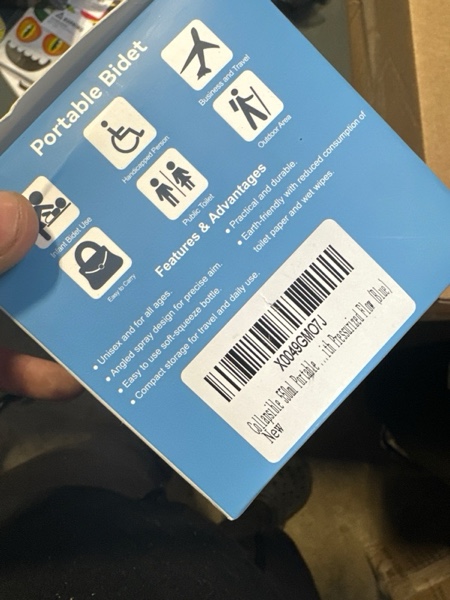 Portable Bidet
Business and Travel
Handicapped Person
Outdoor Area
Infant Bidet Use
Public Toilet
Easy to Carry
Features & Advantages
• Unisex and for all ages.
• Angled spray design for precise aim.
• Easy to use soft-squeeze bottle.
• Compact storage for travel and daily use.
• Practical and durable.
• Earth-friendly with reduced consumption of
toilet paper and wet wipes.
X0049GMO7J
Collapsible 550ml Portable ...ith Pressurized Flow (Blue)
New